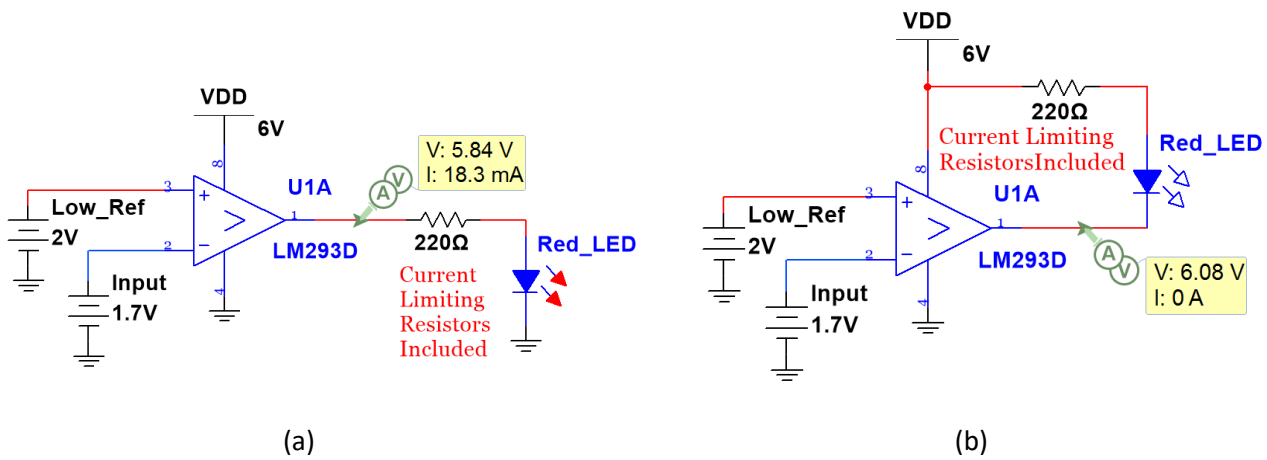 VDD
6V
8
V: 5.84 V
I: 18.3 mA
A V
3
+
U1A
1
Low_Ref
2V
2
−
220Ω
Red_LED
LM293D
Input
1.7V
4
Current
Limiting
Resistors
Included
(a)
VDD
6V
220Ω
Current Limiting
ResistorsIncluded
Red_LED
8
3
+
U1A
1
Low_Ref
2V
2
−
LM293D
A V
V: 6.08 V
I: 0 A
Input
1.7V
4
(b)